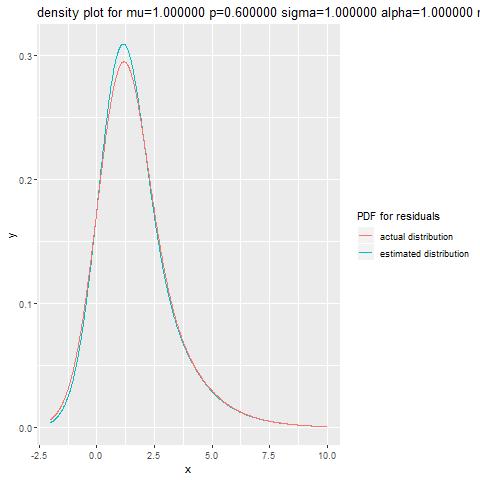 density plot for mu=1.000000 p=0.600000 sigma=1.000000 alpha=1.000000
0.3
0.2
0.1
0.0
y
-2.5 0.0 2.5 5.0 7.5 10.0
x
PDF for residuals
actual distribution
estimated distribution